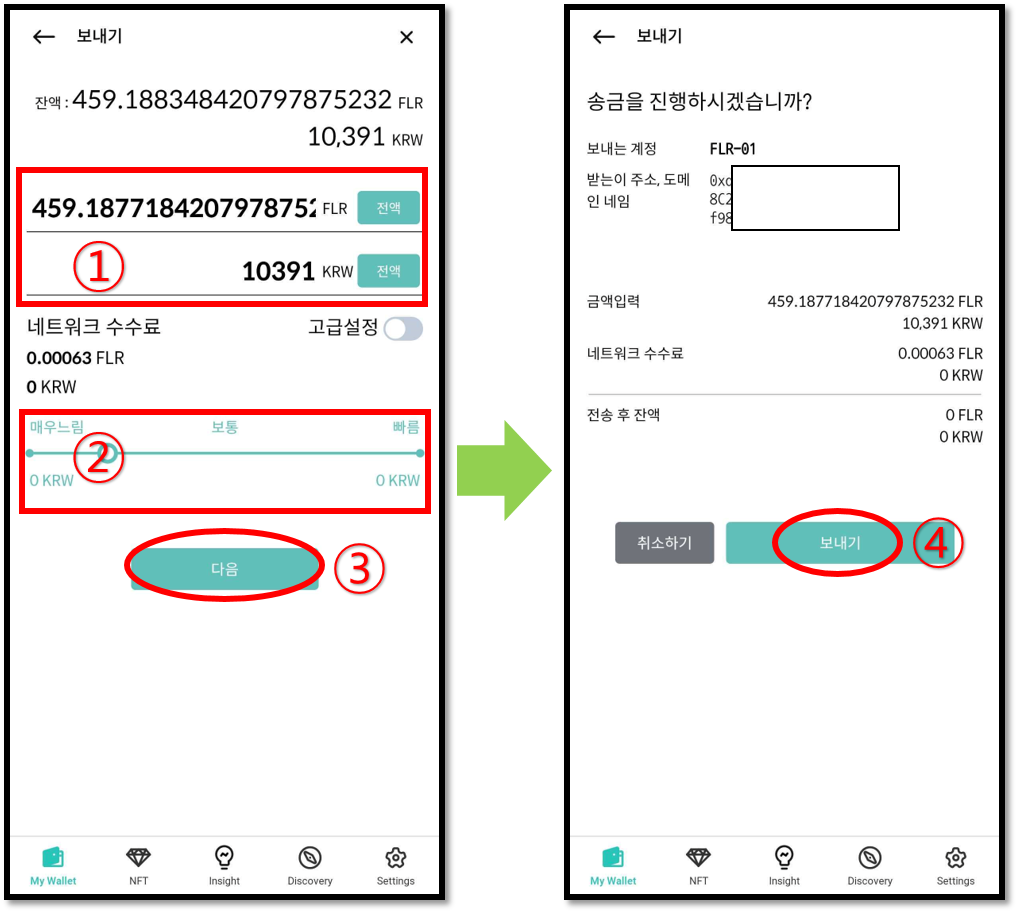 보내기
잔액 : 459.188348420797875232 FLR
10,391 KRW
459.1877184207978752 FLR 전액
① 10391 KRW 전액
네트워크 수수료 고급설정
0.00063 FLR
0 KRW
매우느림 보통 빠름
②
0 KRW 0 KRW
다음 ③
My Wallet NFT Insight Discovery Settings
보내기
송금을 진행하시겠습니까?
보내는 계정 FLR-01
받는이 주소, 도메 0x
인 네임 8C2
f98
금액입력 459.187718420797875232 FLR
10,391 KRW
네트워크 수수료 0.00063 FLR
0 KRW
전송 후 잔액 0 FLR
0 KRW
취소하기 보내기 ④
My Wallet NFT Insight Discovery Settings